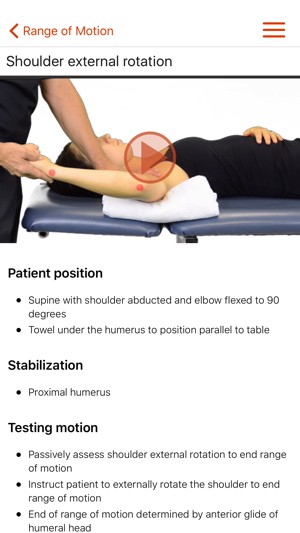 Range of Motion
Shoulder external rotation
Patient position
Supine with shoulder abducted and elbow flexed to 90
degrees
Towel under the humerus to position parallel to table
Stabilization
Proximal humerus
Testing motion
Passively assess shoulder external rotation to end range
of motion
Instruct patient to externally rotate the shoulder to end
range of motion
End of range of motion determined by anterior glide of
humeral head